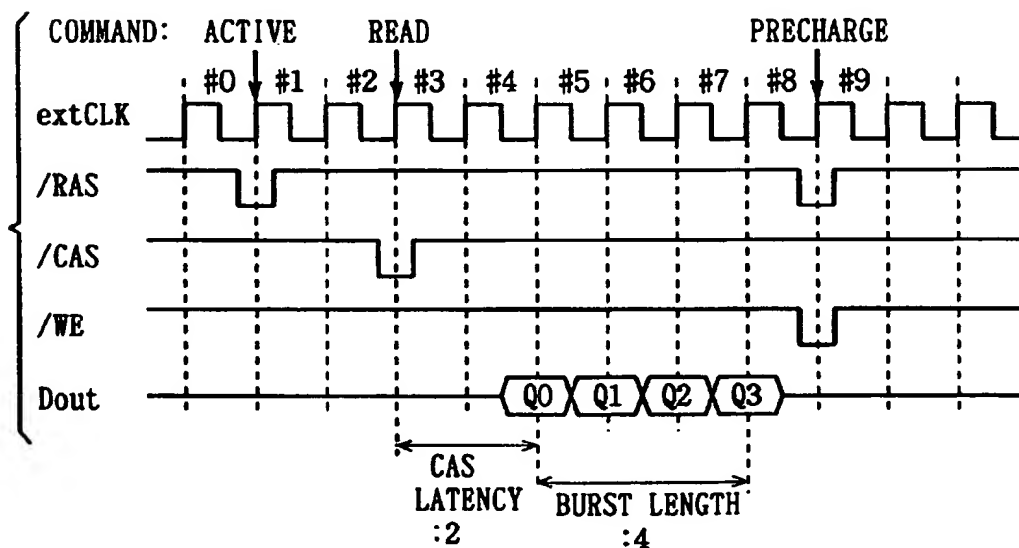 COMMAND: ACTIVE READ PRECHARGE
#0 #1 #2 #3 #4 #5 #6 #7 #8 #9
extCLK
/RAS
/CAS
/WE
Dout Q0 Q1 Q2 Q3
CAS
LATENCY
:2
BURST LENGTH
:4